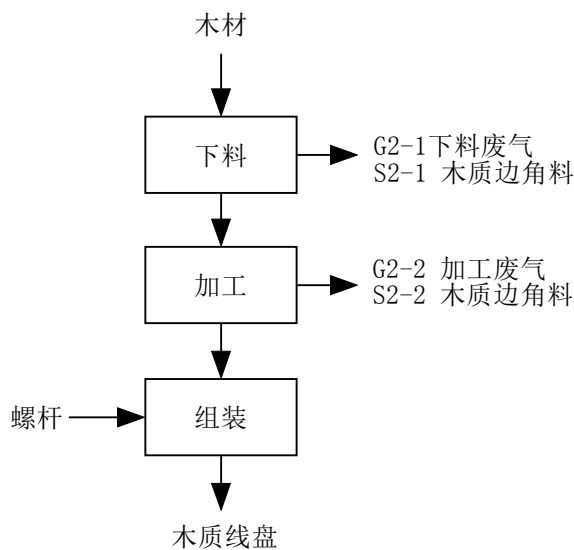 木材
下料
G2-1下料废气
S2-1 木质边角料
加工
G2-2 加工废气
S2-2 木质边角料
螺杆
组装
木质线盘